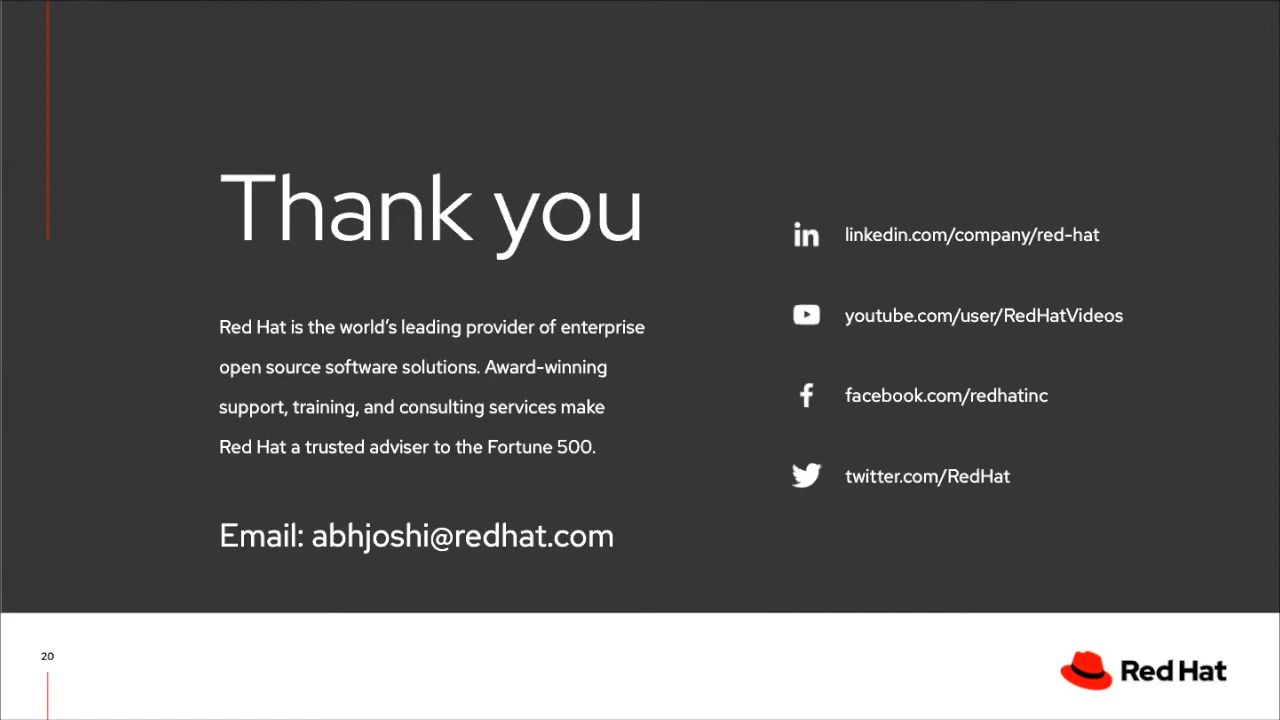 Thank you
Red Hat is the world’s leading provider of enterprise
open source software solutions. Award-winning
support, training, and consulting services make
Red Hat a trusted adviser to the Fortune 500.
Email: abhjoshi@redhat.com
linkedin.com/company/red-hat
youtube.com/user/RedHatVideos
facebook.com/redhatinc
twitter.com/RedHat
20
Red Hat